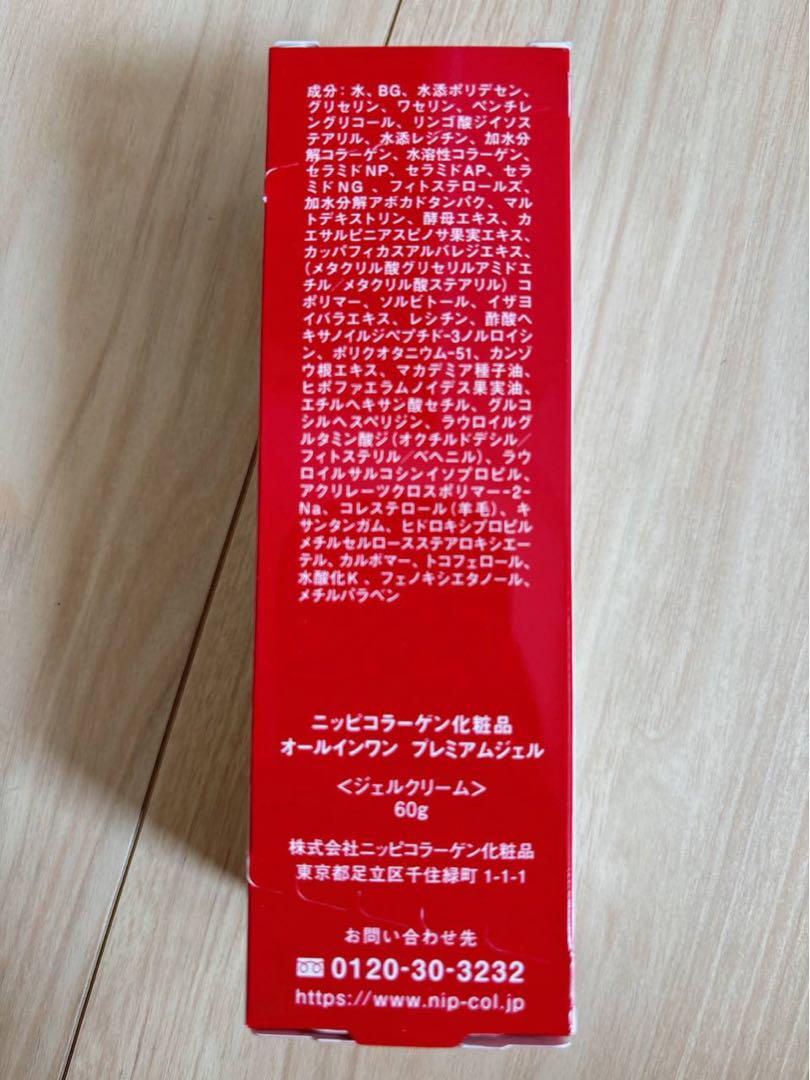 成分：水、BG、水添ポリデセン、
グリセリン、ワセリン、ペンチレ
ングリコール、リンゴ酸ジイソス
テアリル、水添レシチン、加水分
解コラーゲン、水溶性コラーゲン、
セラミドNP、セラミドAP、セラ
ミドNG 、フィトステロールズ、
加水分解アボカドタンパク、マル
トデキストリン、酵母エキス、カ
エサルピニアスピノサ果実エキス、
カッパフィカスアルバレジエキス、
(メタクリル酸グリセリルアミドエ
チル／メタクリル酸ステアリル) コ
ポリマー、ソルビトール、イザヨ
イバラエキス、レシチン、酢酸ヘ
キサノイルジペプチド-3ノルロイシ
ン、ポリクオタニウム-51、カンゾ
ウ根エキス、マカデミア種子油、
ヒポファエラムノイデス果実油、
エチルヘキサン酸セチル、グルコ
シルヘスペリジン、ラウロイルグ
ルタミン酸ジ(オクチルドデシル／
フィトステリル／ベヘニル)、ラウ
ロイルサルコシンイソプロピル、
アクリレーツクロスポリマー-2-
Na、コレステロール(羊毛)、キ
サンタンガム、ヒドロキシプロピル
メチルセルロースステアロキシエー
テル、カルボマー、トコフェロール、
水酸化K 、フェノキシエタノール、
メチルパラベン
ニッピコラーゲン化粧品
オールインワン プレミアムジェル
＜ジェルクリーム＞
60g
株式会社ニッピコラーゲン化粧品
東京都足立区千住緑町 1-1-1
お問い合わせ先
0120-30-3232
https://www.nip-col.jp